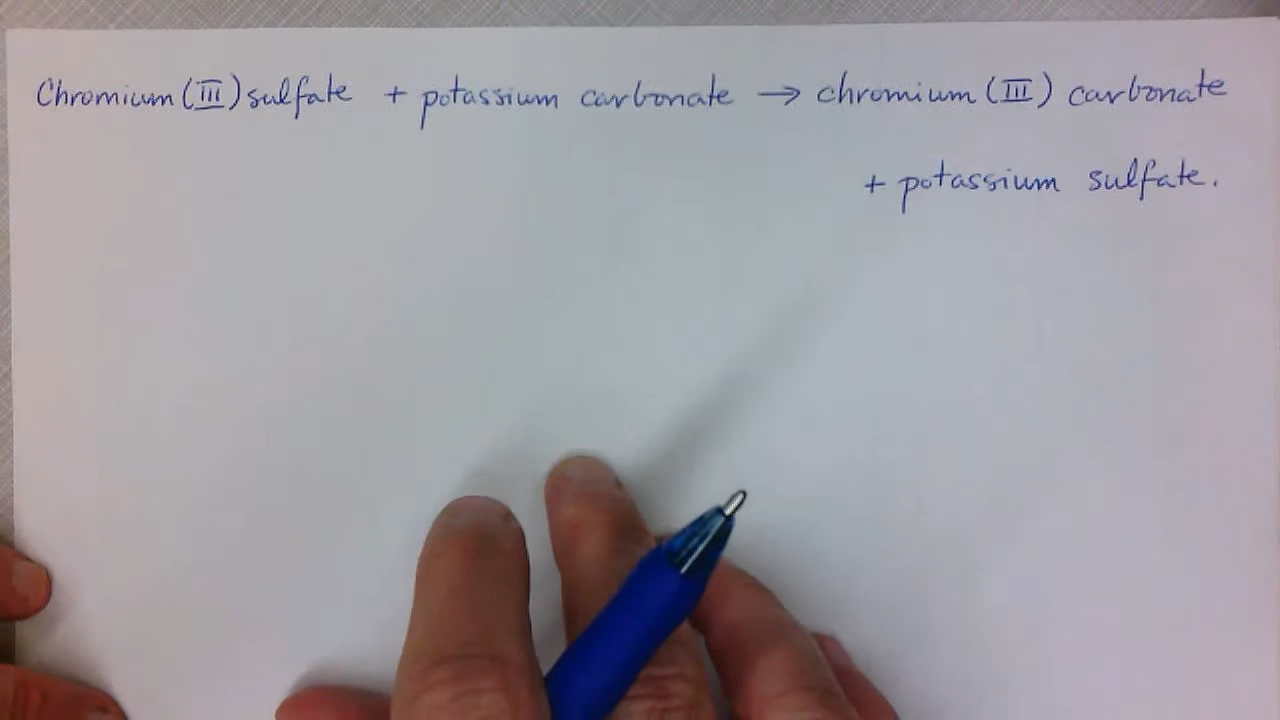 Chromium (III) sulfate + potassium carbonate → chromium (III) carbonate
+ potassium sulfate.